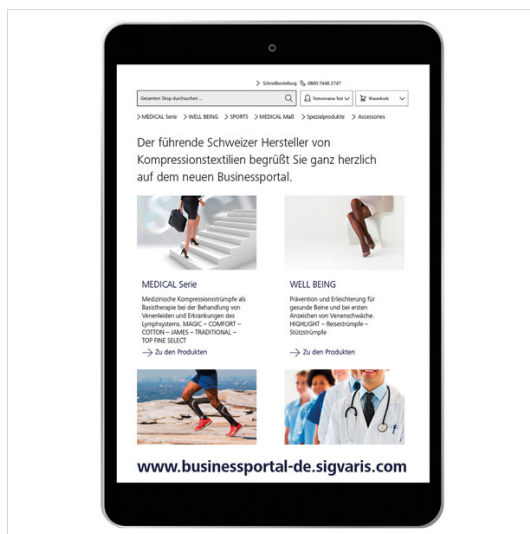 Schnellbestellung 0800 7448 2747
Gesamten Shop durchsuchen ... Testvorname Test Warenkorb
MEDICAL Serie WELL BEING SPORTS MEDICAL Maß Spezialprodukte Accessories
Der führende Schweizer Hersteller von
Kompressionstextilien begrüßt Sie ganz herzlich
auf dem neuen Businessportal.
MEDICAL Serie
Medizinische Kompressionsstrümpfe als
Basistherapie bei der Behandlung von
Venenleiden und Erkrankungen des
Lymphsystems. MAGIC – COMFORT –
COTTON – JAMES – TRADITIONAL –
TOP FINE SELECT
Zu den Produkten
WELL BEING
Prävention und Erleichterung für
gesunde Beine und bei ersten
Anzeichen von Venenschwäche.
HIGHLIGHT – Reisestrümpfe –
Stützstrümpfe
Zu den Produkten
www.businessportal-de.sigvaris.com